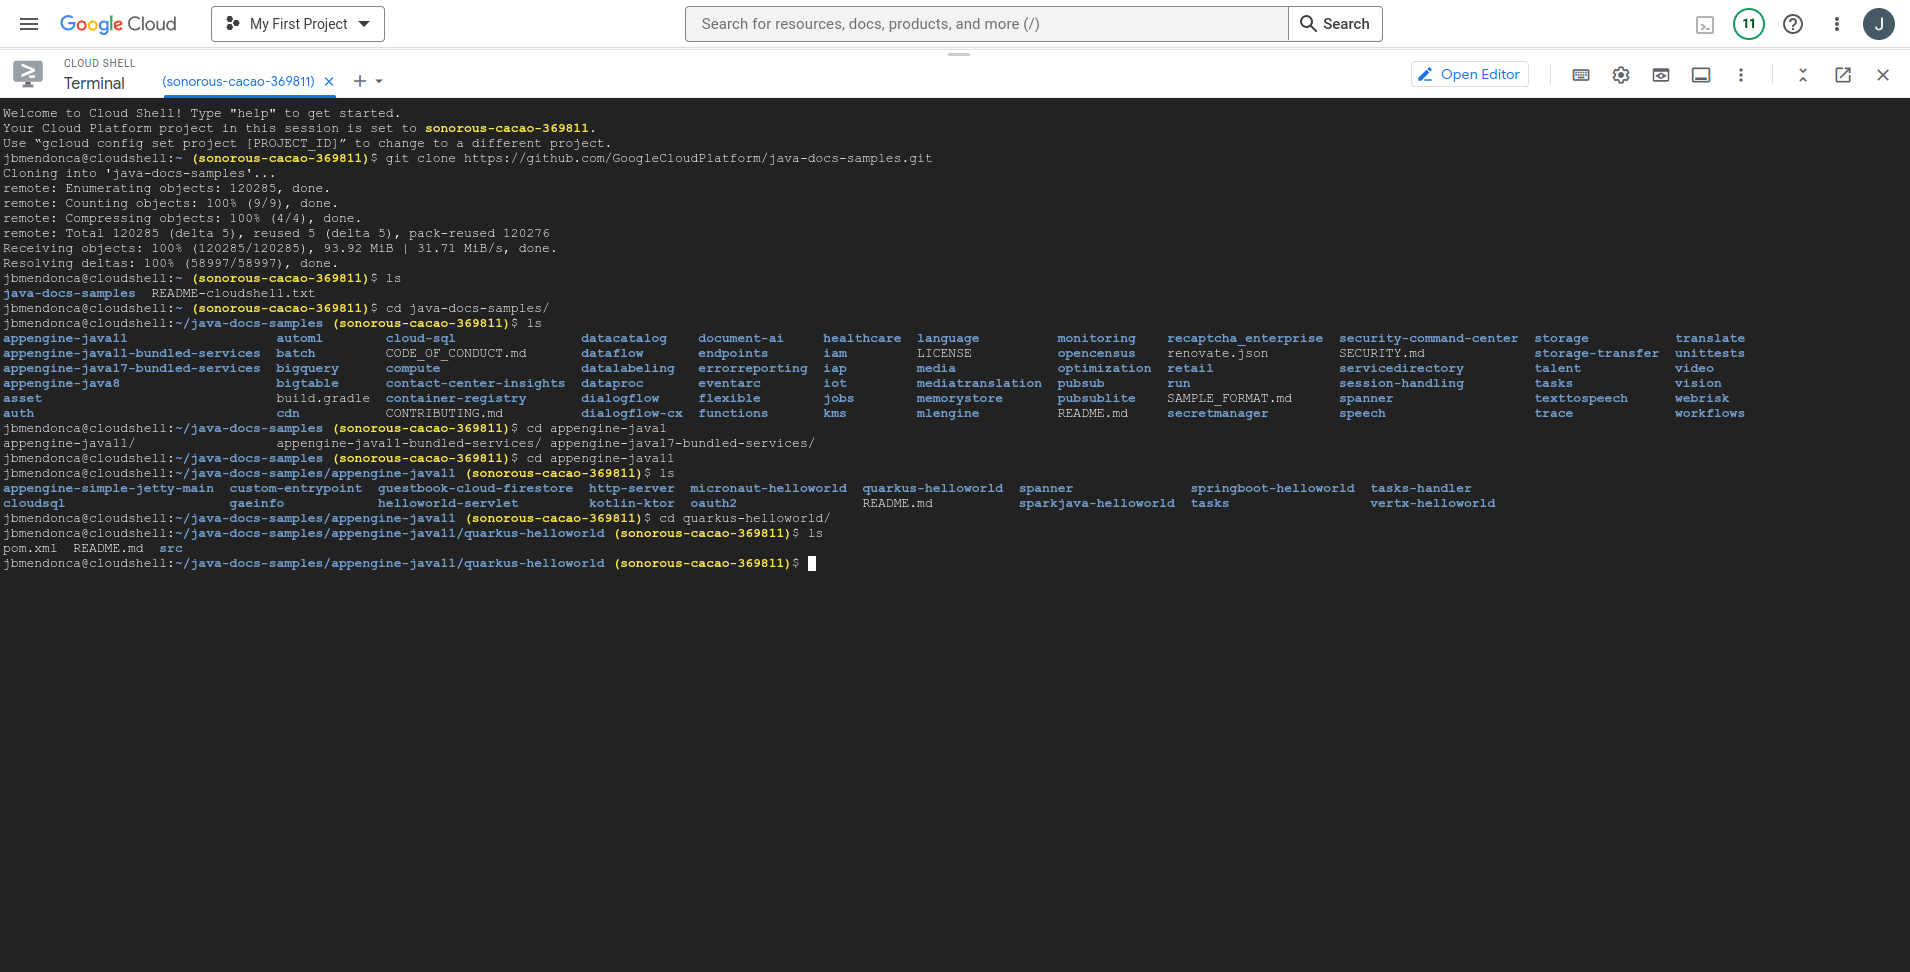 Google Cloud
My First Project
Search for resources, docs, products, and more (/)
Search
11
J
CLOUD SHELL
Terminal
(sonorous-cacao-369811)
Open Editor
Welcome to Cloud Shell! Type "help" to get started.
Your Cloud Platform project in this session is set to sonorous-cacao-369811.
Use “gcloud config set project [PROJECT_ID]” to change to a different project.
jbmendonca@cloudshell:~ (sonorous-cacao-369811)$ git clone https://github.com/GoogleCloudPlatform/java-docs-samples.git
Cloning into 'java-docs-samples'...
remote: Enumerating objects: 120285, done.
remote: Counting objects: 100% (9/9), done.
remote: Compressing objects: 100% (4/4), done.
remote: Total 120285 (delta 5), reused 5 (delta 5), pack-reused 120276
Receiving objects: 100% (120285/120285), 93.92 MiB | 31.71 MiB/s, done.
Resolving deltas: 100% (58997/58997), done.
jbmendonca@cloudshell:~ (sonorous-cacao-369811)$ ls
java-docs-samples  README-cloudshell.txt
jbmendonca@cloudshell:~ (sonorous-cacao-369811)$ cd java-docs-samples/
jbmendonca@cloudshell:~/java-docs-samples (sonorous-cacao-369811)$ ls
appengine-java11 automl cloud-sql datacatalog document-ai healthcare language monitoring recaptcha_enterprise security-command-center storage translate
appengine-java11-bundled-services batch CODE_OF_CONDUCT.md dataflow endpoints iam LICENSE opencensus renovate.json SECURITY.md storage-transfer unittests
appengine-java17-bundled-services bigquery compute datalabeling errorreporting iap media optimization retail servicedirectory talent video
appengine-java8 bigtable contact-center-insights dataproc eventarc iot mediatranslation pubsub run session-handling tasks vision
asset build.gradle container-registry dialogflow flexible jobs memorystore pubsublite SAMPLE_FORMAT.md spanner texttospeech webrisk
auth cdn CONTRIBUTING.md dialogflow-cx functions kms mlengine README.md secretmanager speech trace workflows
jbmendonca@cloudshell:~/java-docs-samples (sonorous-cacao-369811)$ cd appengine-java1
appengine-java11/ appengine-java11-bundled-services/ appengine-java17-bundled-services/
jbmendonca@cloudshell:~/java-docs-samples (sonorous-cacao-369811)$ cd appengine-java11
jbmendonca@cloudshell:~/java-docs-samples/appengine-java11 (sonorous-cacao-369811)$ ls
appengine-simple-jetty-main custom-entrypoint guestbook-cloud-firestore http-server micronaut-helloworld quarkus-helloworld spanner springboot-helloworld tasks-handler
cloudsql gaeinfo helloworld-servlet kotlin-ktor oauth2 README.md sparkjava-helloworld tasks vertx-helloworld
jbmendonca@cloudshell:~/java-docs-samples/appengine-java11 (sonorous-cacao-369811)$ cd quarkus-helloworld/
jbmendonca@cloudshell:~/java-docs-samples/appengine-java11/quarkus-helloworld (sonorous-cacao-369811)$ ls
pom.xml  README.md  src
jbmendonca@cloudshell:~/java-docs-samples/appengine-java11/quarkus-helloworld (sonorous-cacao-369811)$